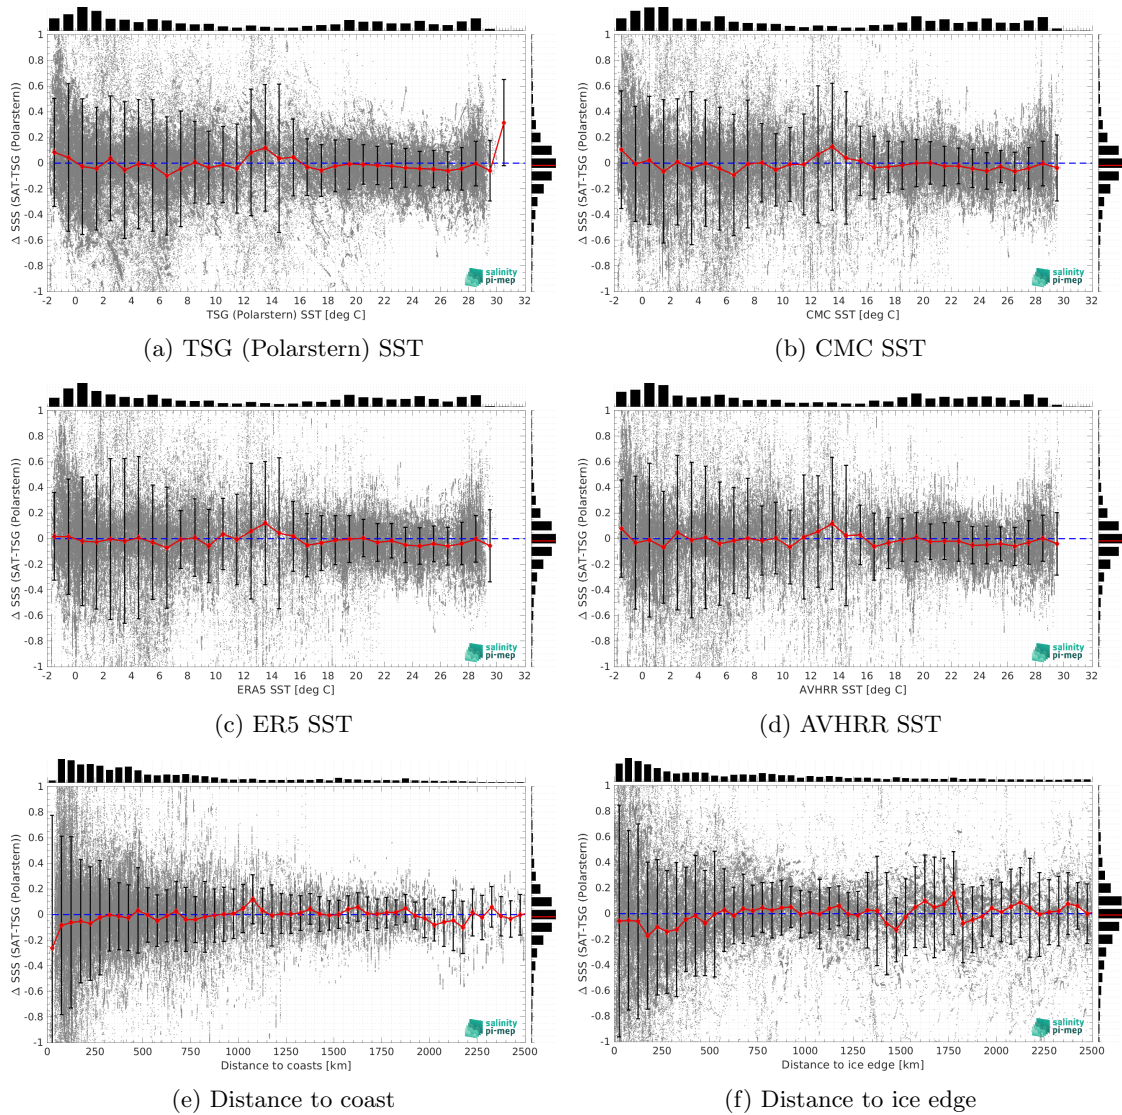 1
0.8
0.6
0.4
0.2
0
-0.2
-0.4
-0.6
-0.8
-1
Δ SSS (SAT-TSG (Polarstern))
salinity
pi-mep
-2 0 2 4 6 8 10 12 14 16 18 20 22 24 26 28 30 32
TSG (Polarstern) SST [deg C]
(a) TSG (Polarstern) SST
1
0.8
0.6
0.4
0.2
0
-0.2
-0.4
-0.6
-0.8
-1
Δ SSS (SAT-TSG (Polarstern))
salinity
pi-mep
-2 0 2 4 6 8 10 12 14 16 18 20 22 24 26 28 30 32
CMC SST [deg C]
(b) CMC SST
1
0.8
0.6
0.4
0.2
0
-0.2
-0.4
-0.6
-0.8
-1
Δ SSS (SAT-TSG (Polarstern))
salinity
pi-mep
-2 0 2 4 6 8 10 12 14 16 18 20 22 24 26 28 30 32
ERA5 SST [deg C]
(c) ER5 SST
1
0.8
0.6
0.4
0.2
0
-0.2
-0.4
-0.6
-0.8
-1
Δ SSS (SAT-TSG (Polarstern))
salinity
pi-mep
-2 0 2 4 6 8 10 12 14 16 18 20 22 24 26 28 30 32
AVHRR SST [deg C]
(d) AVHRR SST
1
0.8
0.6
0.4
0.2
0
-0.2
-0.4
-0.6
-0.8
-1
Δ SSS (SAT-TSG (Polarstern))
salinity
pi-mep
0 250 500 750 1000 1250 1500 1750 2000 2250 2500
Distance to coasts [km]
(e) Distance to coast
1
0.8
0.6
0.4
0.2
0
-0.2
-0.4
-0.6
-0.8
-1
Δ SSS (SAT-TSG (Polarstern))
salinity
pi-mep
0 250 500 750 1000 1250 1500 1750 2000 2250 2500
Distance to ice edge [km]
(f) Distance to ice edge